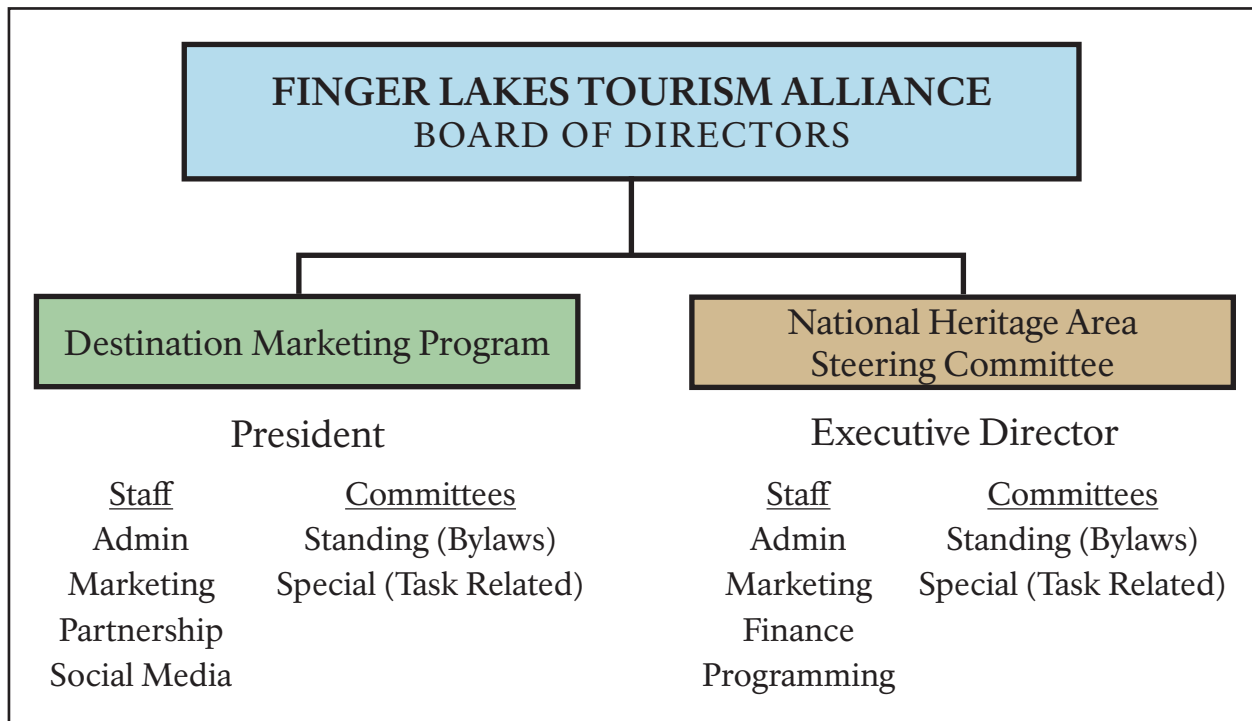 FINGER LAKES TOURISM ALLIANCE
BOARD OF DIRECTORS
Destination Marketing Program
President
Staff
Admin
Marketing
Partnership
Social Media
Committees
Standing (Bylaws)
Special (Task Related)
National Heritage Area
Steering Committee
Executive Director
Staff
Admin
Marketing
Finance
Programming
Committees
Standing (Bylaws)
Special (Task Related)